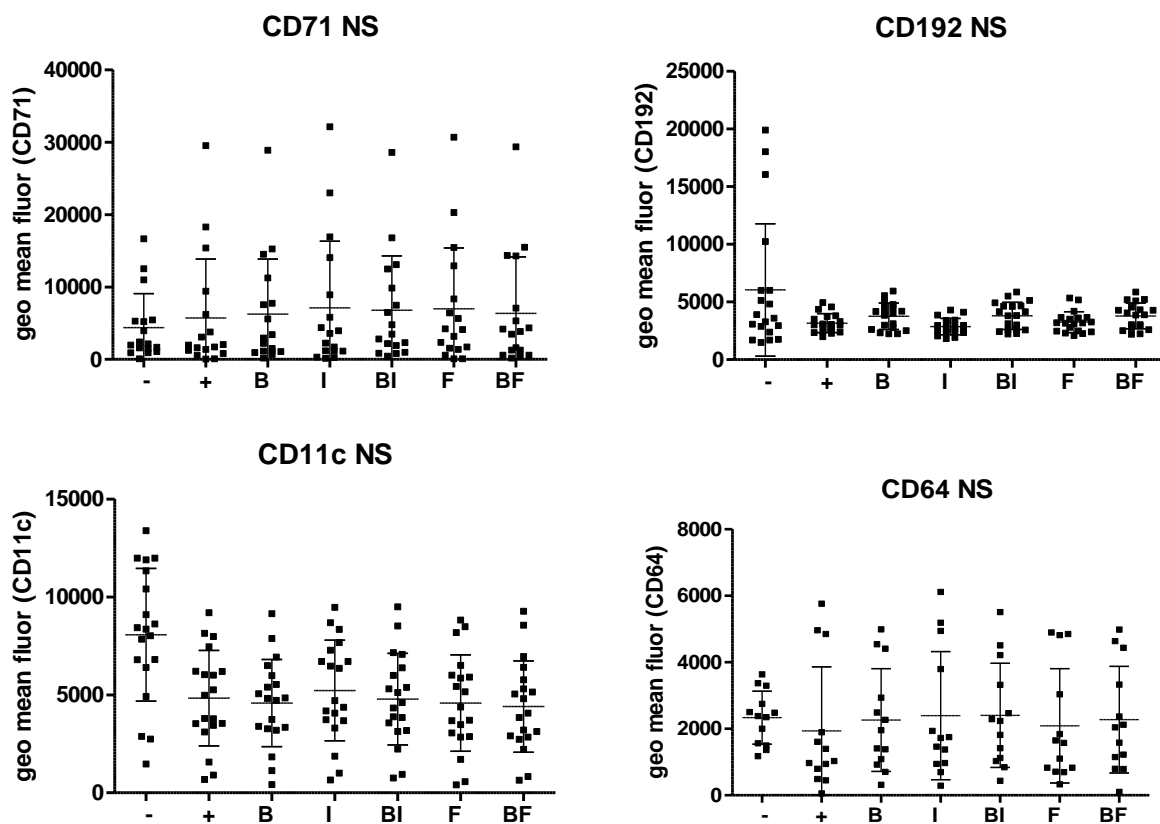 CD71 NS
geo mean fluor (CD71)
40000
30000
20000
10000
0
- + B I BI F BF
CD192 NS
geo mean fluor (CD192)
25000
20000
15000
10000
5000
0
- + B I BI F BF
CD11c NS
geo mean fluor (CD11c)
15000
10000
5000
0
- + B I BI F BF
CD64 NS
geo mean fluor (CD64)
8000
6000
4000
2000
0
- + B I BI F BF